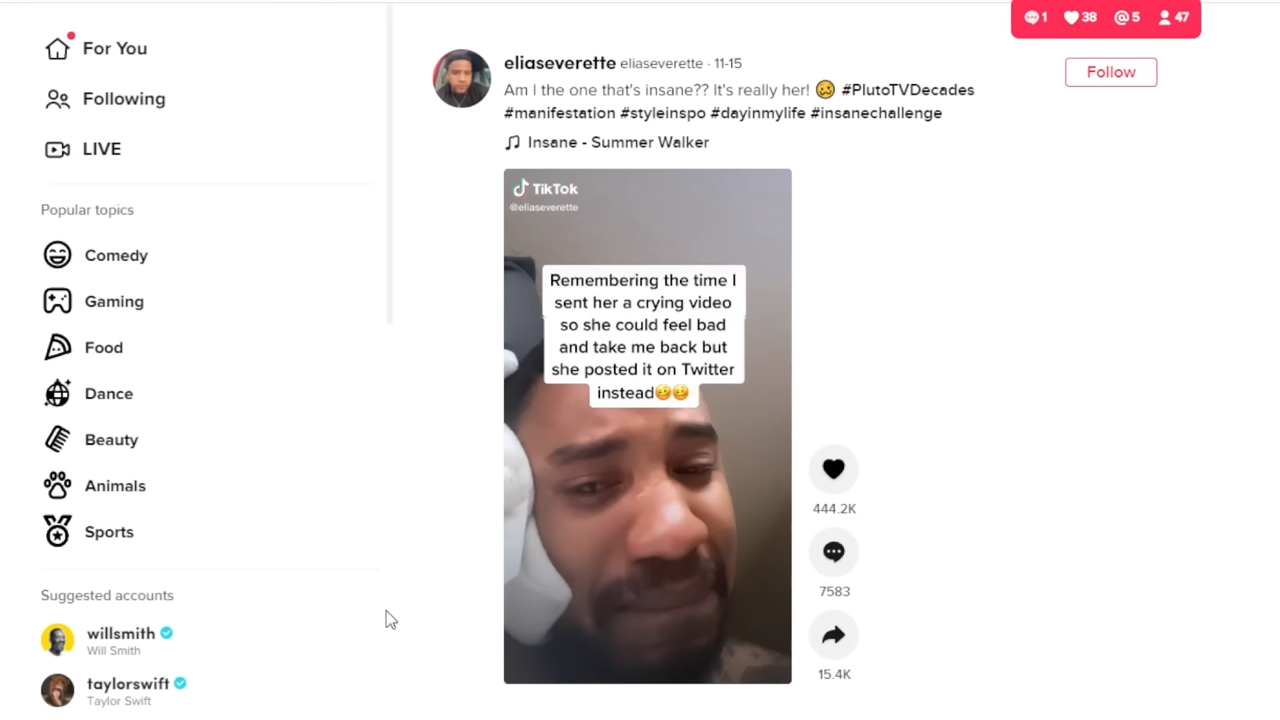 1 38 5 47
For You
Following
LIVE
Popular topics
Comedy
Gaming
Food
Dance
Beauty
Animals
Sports
Suggested accounts
willsmith
Will Smith
taylorswift
Taylor Swift
eliaseverette eliaseverette · 11-15
Follow
Am I the one that's insane?? It's really her! 🥴 #PlutoTVDecades
#manifestation #styleinspo #dayinmylife #insanechallenge
Insane - Summer Walker
TikTok
@eliaseverette
Remembering the time I
sent her a crying video
so she could feel bad
and take me back but
she posted it on Twitter
instead🥴🥴
444.2K
7583
15.4K